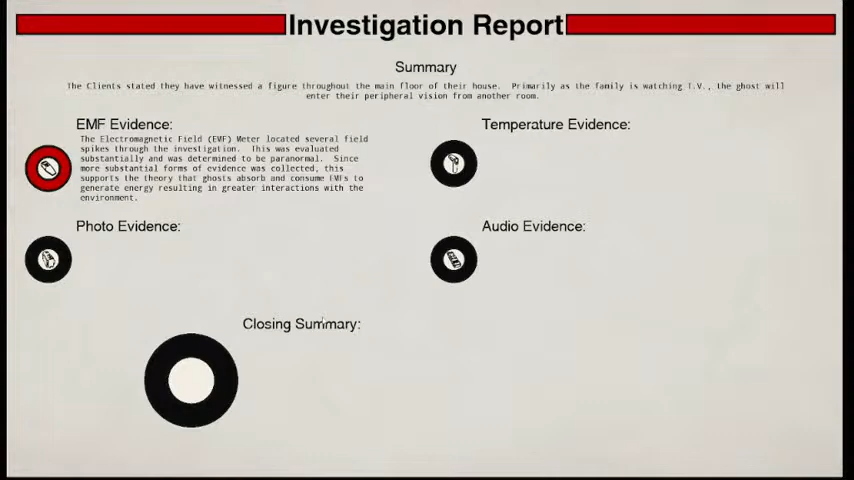 Investigation Report
Summary
The Clients stated they have witnessed a figure throughout the main floor of their house.  Primarily as the family is watching T.V., the ghost will
enter their peripheral vision from another room.
EMF Evidence:
The Electromagnetic Field (EMF) Meter located several field
spikes through the investigation.  This was evaluated
substantially and was determined to be paranormal.  Since
more substantial forms of evidence was collected, this
supports the theory that ghosts absorb and consume EMFs to
generate energy resulting in greater interactions with the
environment.
Temperature Evidence:
Photo Evidence:
Audio Evidence:
Closing Summary: